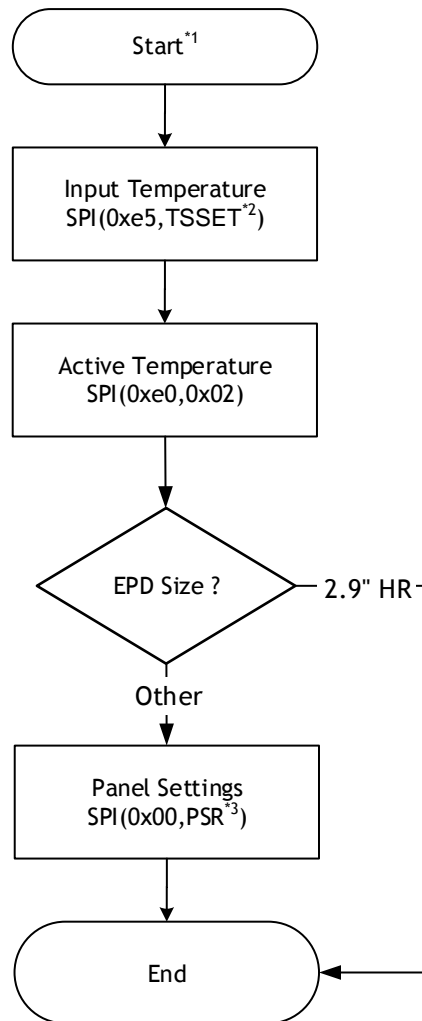 Start*1
Input Temperature
SPI(0xe5,TSSET*2)
Active Temperature
SPI(0xe0,0x02)
EPD Size ?
2.9" HR
Other
Panel Settings
SPI(0x00,PSR*3)
End